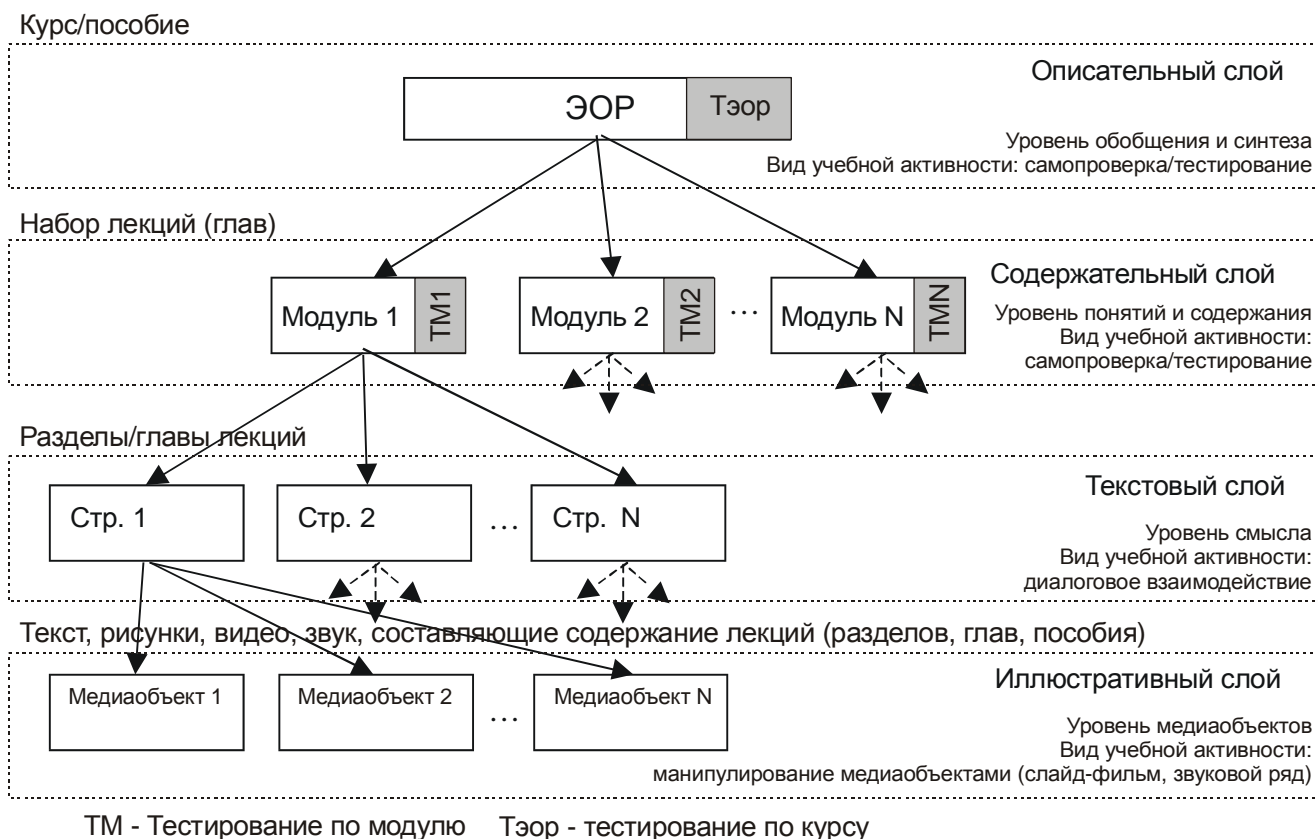 Курс/пособие
Описательный слой
ЭОР
Тэор
Уровень обобщения и синтеза
Вид учебной активности: самопроверка/тестирование
Набор лекций (глав)
Содержательный слой
Модуль 1
ТМ1
Модуль 2
ТМ2
...
Модуль N
ТМN
Уровень понятий и содержания
Вид учебной активности:
самопроверка/тестирование
Разделы/главы лекций
Текстовый слой
Стр. 1
Стр. 2
...
Стр. N
Уровень смысла
Вид учебной активности:
диалоговое взаимодействие
Текст, рисунки, видео, звук, составляющие содержание лекций (разделов, глав, пособия)
Иллюстративный слой
Медиаобъект 1
Медиаобъект 2
...
Медиаобъект N
Уровень медиаобъектов
Вид учебной активности:
манипулирование медиаобъектами (слайд-фильм, звуковой ряд)
ТМ - Тестирование по модулю Тэор - тестирование по курсу